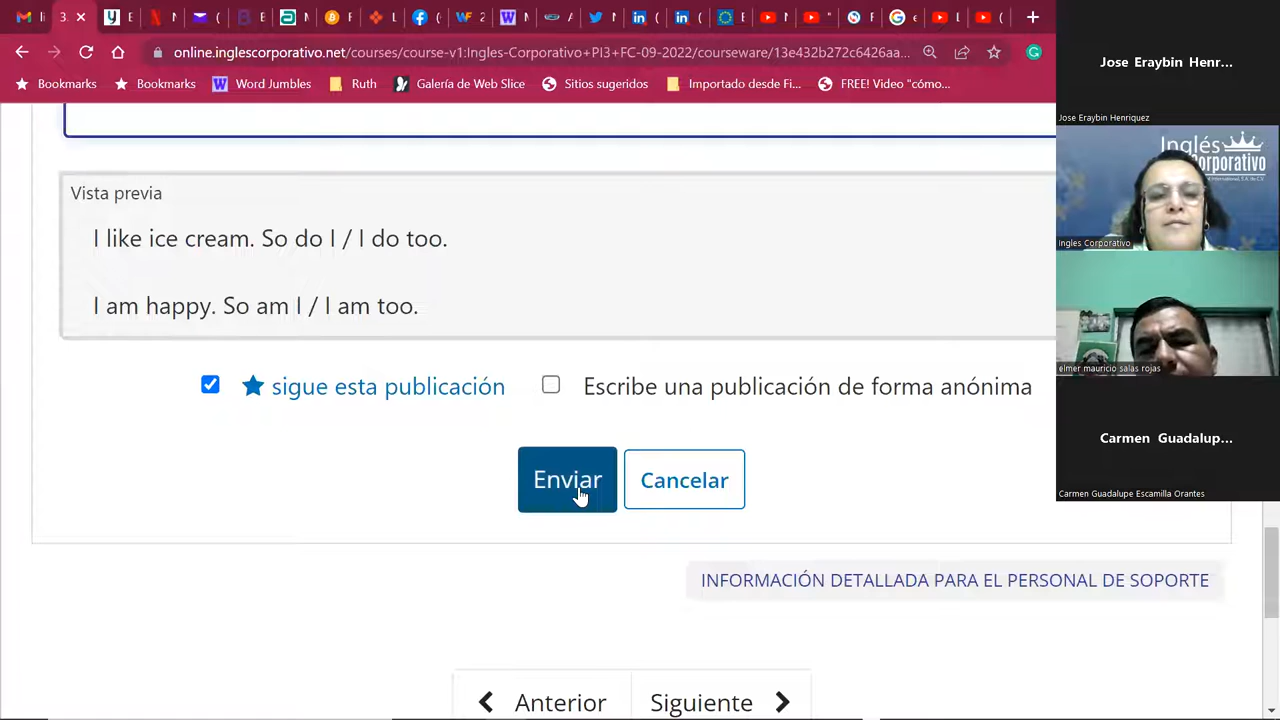 li
3
E
N
(
E
M
F
L
(
2
M
A
N
(
(
E
N
"
F
e
L
(
online.inglescorporativo.net/courses/course-v1:Ingles-Corporativo+PI3+FC-09-2022/courseware/13e432b272c6426aa...
Bookmarks
Bookmarks
Word Jumbles
Ruth
Galería de Web Slice
Sitios sugeridos
Importado desde Fi...
FREE! Video "cómo...
Vista previa
I like ice cream. So do I / I do too.
I am happy. So am I / I am too.
sigue esta publicación
Escribe una publicación de forma anónima
Enviar
Cancelar
INFORMACIÓN DETALLADA PARA EL PERSONAL DE SOPORTE
Anterior
Siguiente
Jose Eraybin Henr...
Jose Eraybin Henriquez
Inglés
Corporativo
Ingles Corporativo
elmer mauricio salas rojas
Carmen Guadalup...
Carmen Guadalupe Escamilla Orantes